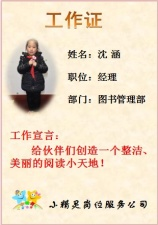 工作证
姓名：沈 涵
职位：经理
部门：图书管理部
工作宣言：
给伙伴们创造一个整洁、
美丽的阅读小天地！
小精灵岗位服务公司